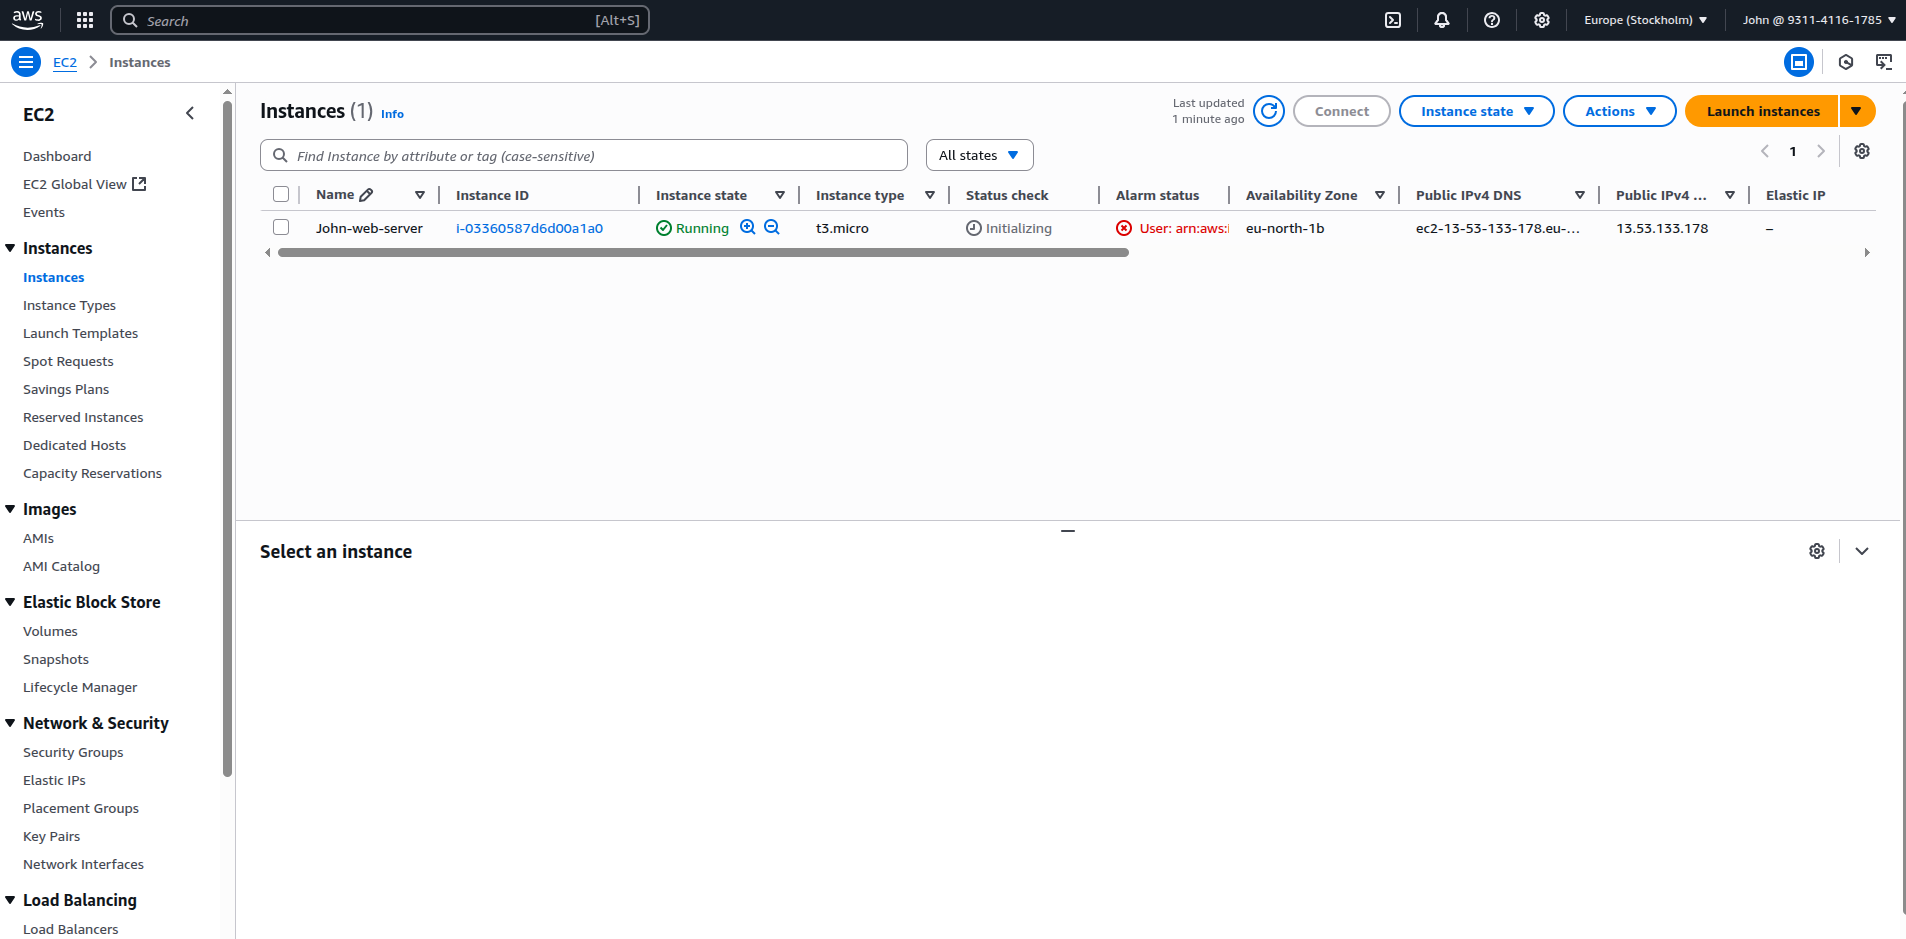 aws
Search [Alt+S]
Europe (Stockholm)
John @ 9311-4116-1785
EC2
Instances
EC2
Dashboard
EC2 Global View
Events
Instances
Instances
Instance Types
Launch Templates
Spot Requests
Savings Plans
Reserved Instances
Dedicated Hosts
Capacity Reservations
Images
AMIs
AMI Catalog
Elastic Block Store
Volumes
Snapshots
Lifecycle Manager
Network & Security
Security Groups
Elastic IPs
Placement Groups
Key Pairs
Network Interfaces
Load Balancing
Load Balancers
Instances (1) Info
Last updated
1 minute ago
Connect
Instance state
Actions
Launch instances
Find Instance by attribute or tag (case-sensitive)
All states
1
Name Instance ID Instance state Instance type Status check Alarm status Availability Zone Public IPv4 DNS Public IPv4 ... Elastic IP
John-web-server i-03360587d6d00a1a0 Running t3.micro Initializing User: arn:aws: eu-north-1b ec2-13-53-133-178.eu-... 13.53.133.178 –
Select an instance